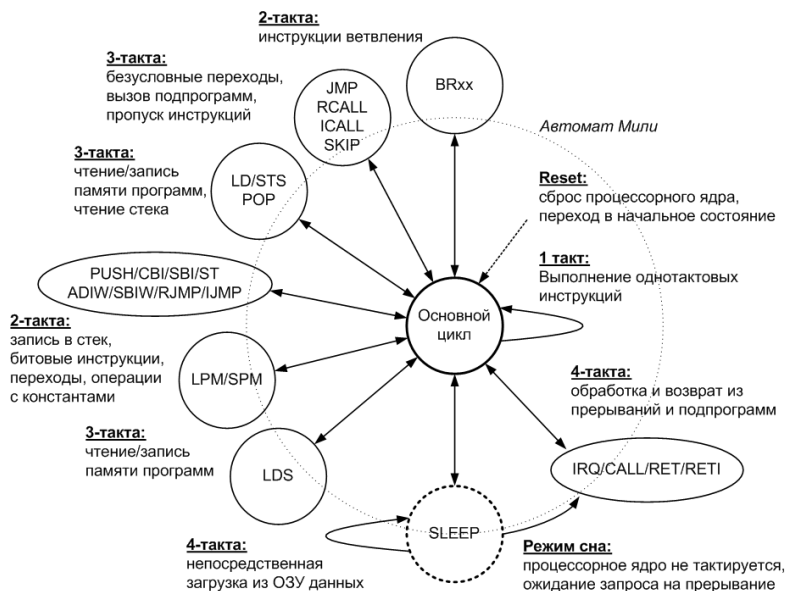 2-такта:
инструкции ветвления
BRxx
3-такта:
безусловные переходы,
вызов подпрограмм,
пропуск инструкций
JMP
RCALL
ICALL
SKIP
Автомат Мили
3-такта:
чтение/запись
памяти программ,
чтение стека
LD/STS
POP
Reset:
сброс процессорного ядра,
переход в начальное состояние
1 такт:
Выполнение однотактовых
инструкций
PUSH/CBI/SBI/ST
ADIW/SBIW/RJMP/IJMP
Основной
цикл
2-такта:
запись в стек,
битовые инструкции,
переходы, операции
с константами
LPM/SPM
4-такта:
обработка и возврат из
прерываний и подпрограмм
IRQ/CALL/RET/RETI
3-такта:
чтение/запись
памяти программ
LDS
SLEEP
4-такта:
непосредственная
загрузка из ОЗУ данных
Режим сна:
процессорное ядро не тактируется,
ожидание запроса на прерывание